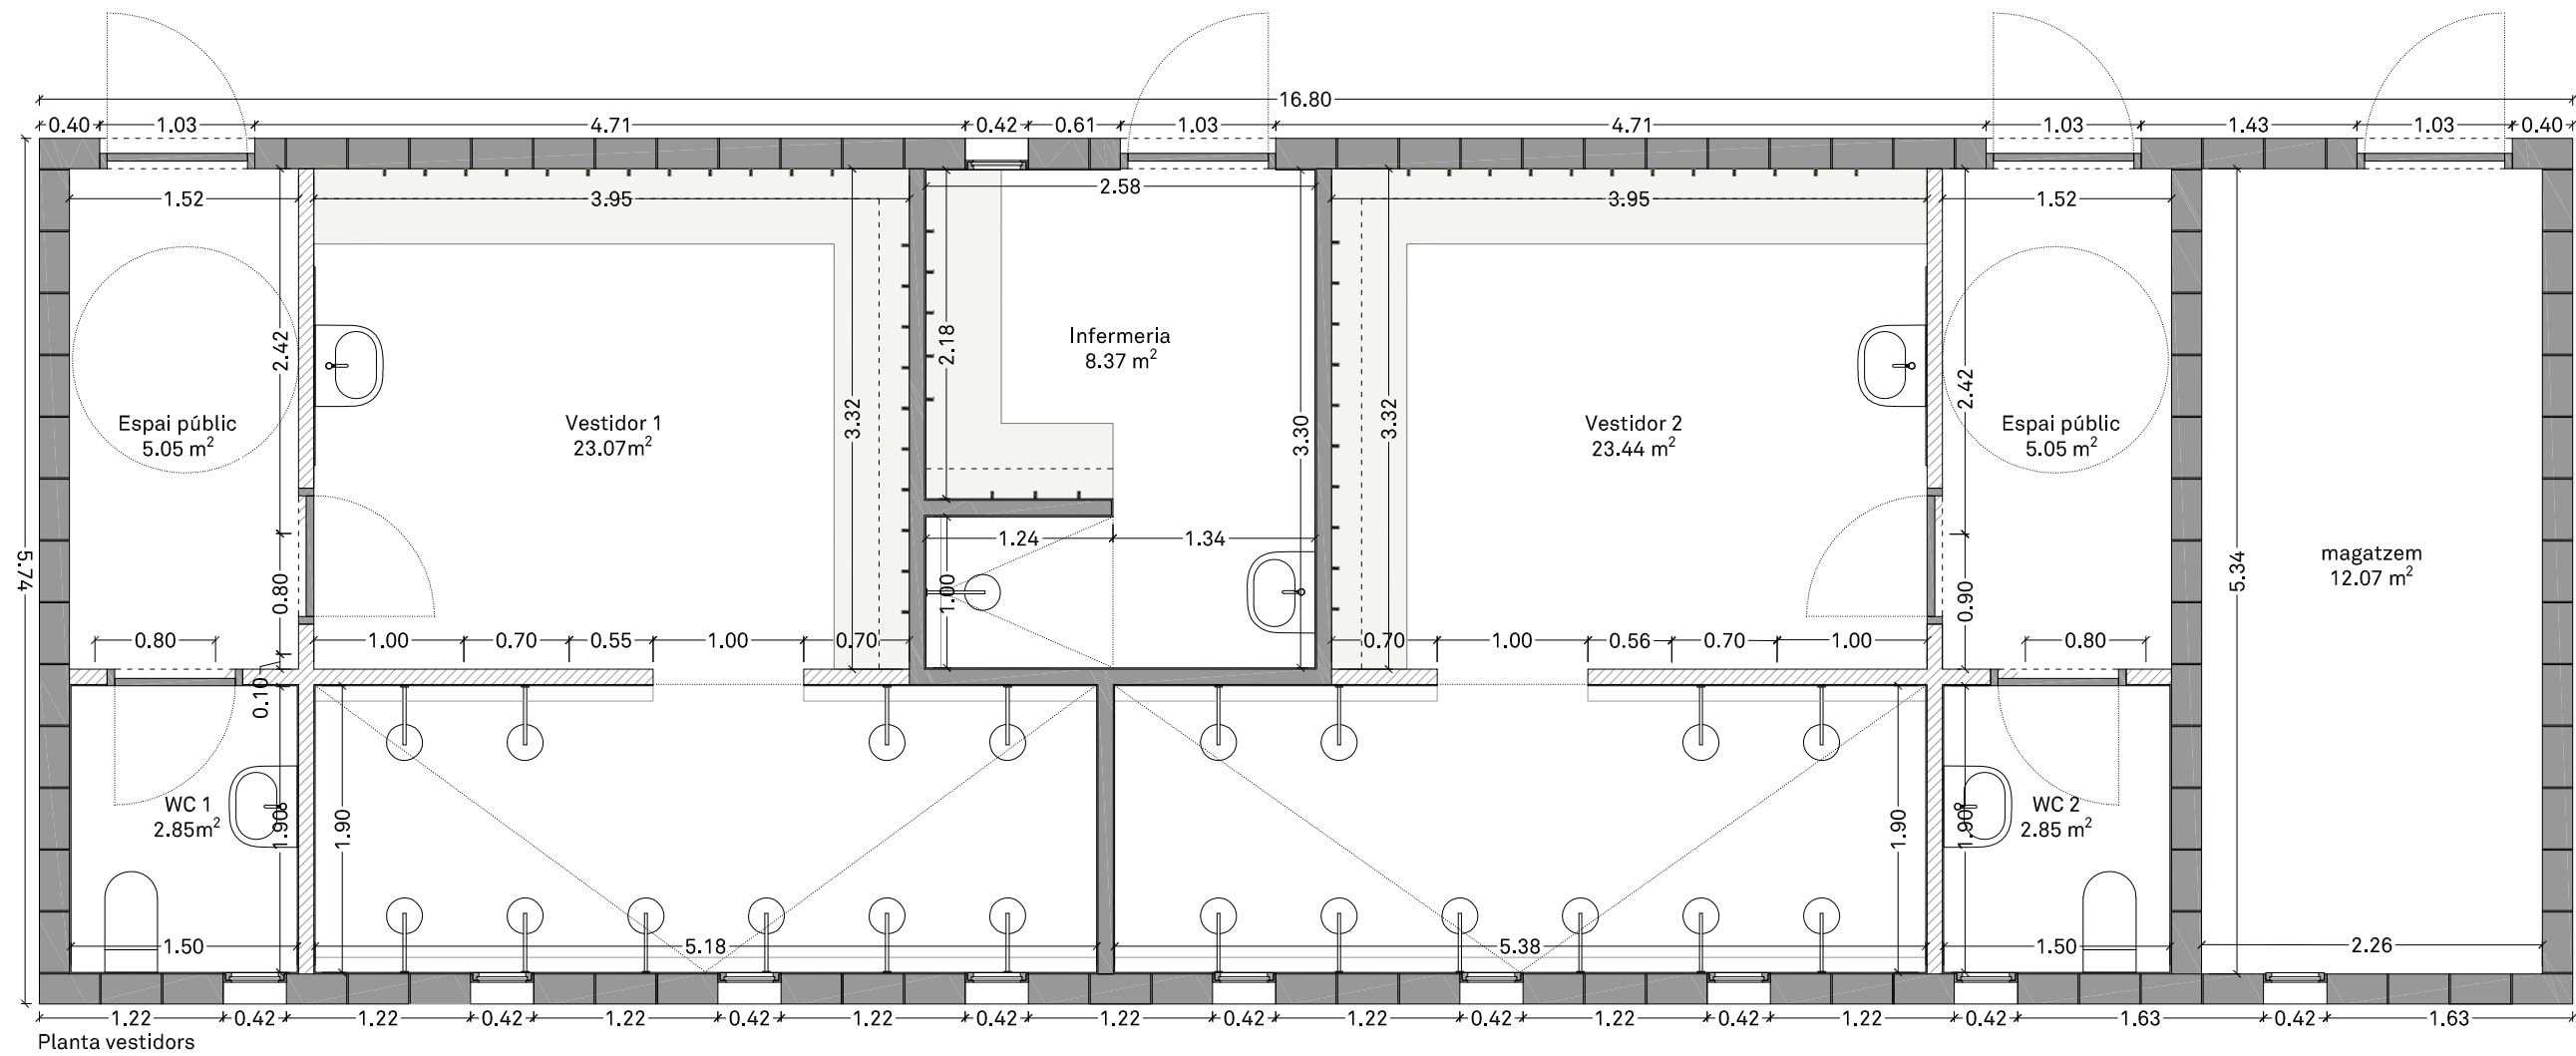 16.80
0.40 1.03 4.71 0.42 0.61 1.03 4.71 1.03 1.43 1.03 0.40
2.58
1.52 3.95 3.95 1.52
2.42 2.18 2.42
Infermeria
8.37 m²
3.32 3.30 3.32
Espai públic
5.05 m²
Vestidor 1
23.07m²
Vestidor 2
23.44 m²
Espai públic
5.05 m²
5.74
1.24 1.34
5.34
magatzem
12.07 m²
0.80 1.00 0.90
0.80 1.00 0.70 0.55 1.00 0.70 0.70 1.00 0.56 0.70 1.00 0.80
0.10
WC 1
2.85m²
WC 2
2.85 m²
1.90 1.90 1.90 1.90
1.50 5.18 5.38 1.50 2.26
1.22 0.42 1.22 0.42 1.22 0.42 1.22 0.42 1.22 0.42 1.22 0.42 1.22 0.42 1.22 0.42 1.63 0.42 1.63
Planta vestidors